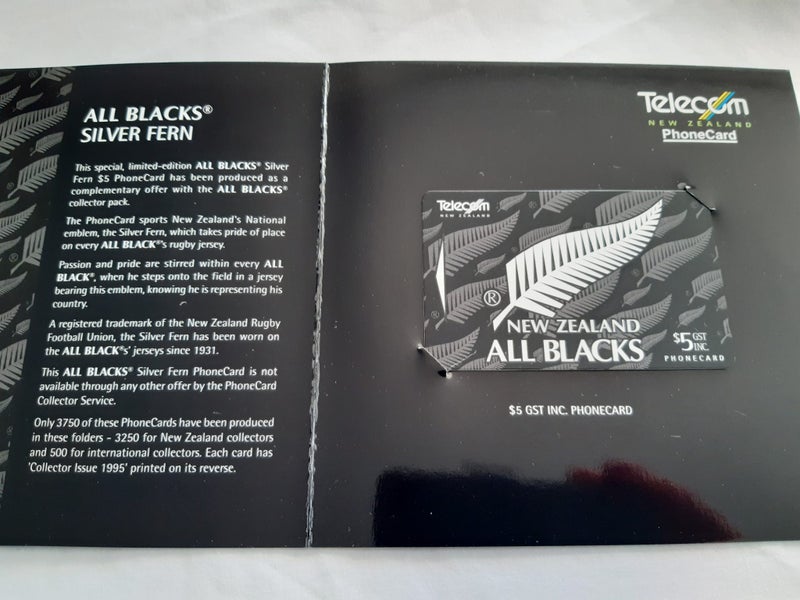 ALL BLACKS®
SILVER FERN
This special, limited-edition ALL BLACKS® Silver
Fern $5 PhoneCard has been produced as a
complementary offer with the ALL BLACKS®
collector pack.
The PhoneCard sports New Zealand's National
emblem, the Silver Fern, which takes pride of place
on every ALL BLACK®'s rugby jersey.
Passion and pride are stirred within every ALL
BLACK®, when he steps onto the field in a jersey
bearing this emblem, knowing he is representing his
country.
A registered trademark of the New Zealand Rugby
Football Union, the Silver Fern has been worn on
the ALL BLACK®s' jerseys since 1931.
This ALL BLACKS® Silver Fern PhoneCard is not
available through any other offer by the PhoneCard
Collector Service.
Only 3750 of these PhoneCards have been produced
in these folders - 3250 for New Zealand collectors
and 500 for international collectors. Each card has
'Collector Issue 1995' printed on its reverse.
Telecom
NEW ZEALAND
PhoneCard
Telecom
NEW ZEALAND
®
NEW ZEALAND
ALL BLACKS
$5 GST
INC.
PHONECARD
$5 GST INC. PHONECARD